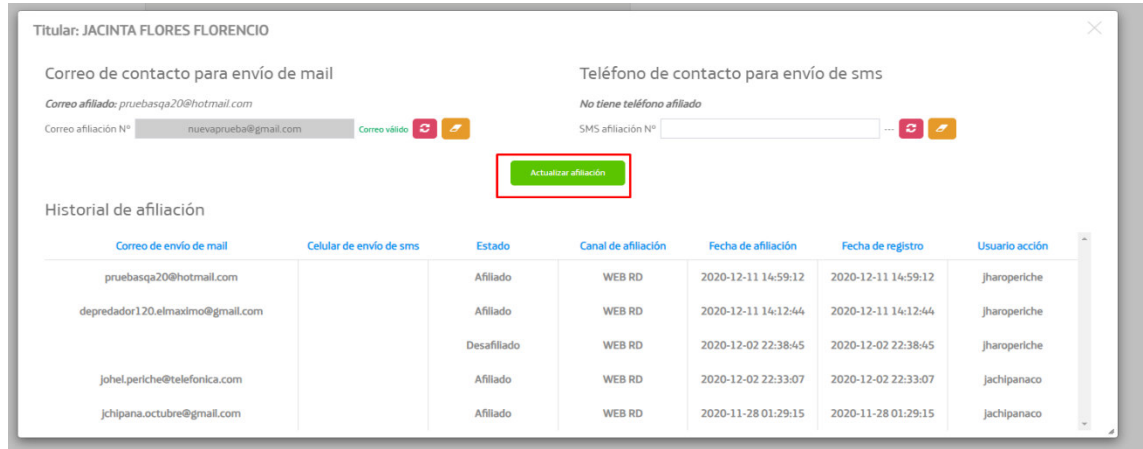 Titular: JACINTA FLORES FLORENCIO
Correo de contacto para envío de mail
Teléfono de contacto para envío de sms
Correo afiliado: pruebasqa20@hotmail.com
No tiene teléfono afiliado
Correo afiliación Nº nuevaprueba@gmail.com Correo válido
SMS afiliación Nº ---
Actualizar afiliación
Historial de afiliación
Correo de envío de mail Celular de envío de sms Estado Canal de afiliación Fecha de afiliación Fecha de registro Usuario acción
pruebasqa20@hotmail.com Afiliado WEB RD 2020-12-11 14:59:12 2020-12-11 14:59:12 jharoperiche
depredador120.elmaximo@gmail.com Afiliado WEB RD 2020-12-11 14:12:44 2020-12-11 14:12:44 jharoperiche
Desafiliado WEB RD 2020-12-02 22:38:45 2020-12-02 22:38:45 jharoperiche
johel.periche@telefonica.com Afiliado WEB RD 2020-12-02 22:33:07 2020-12-02 22:33:07 jachipanaco
jchipana.octubre@gmail.com Afiliado WEB RD 2020-11-28 01:29:15 2020-11-28 01:29:15 jachipanaco